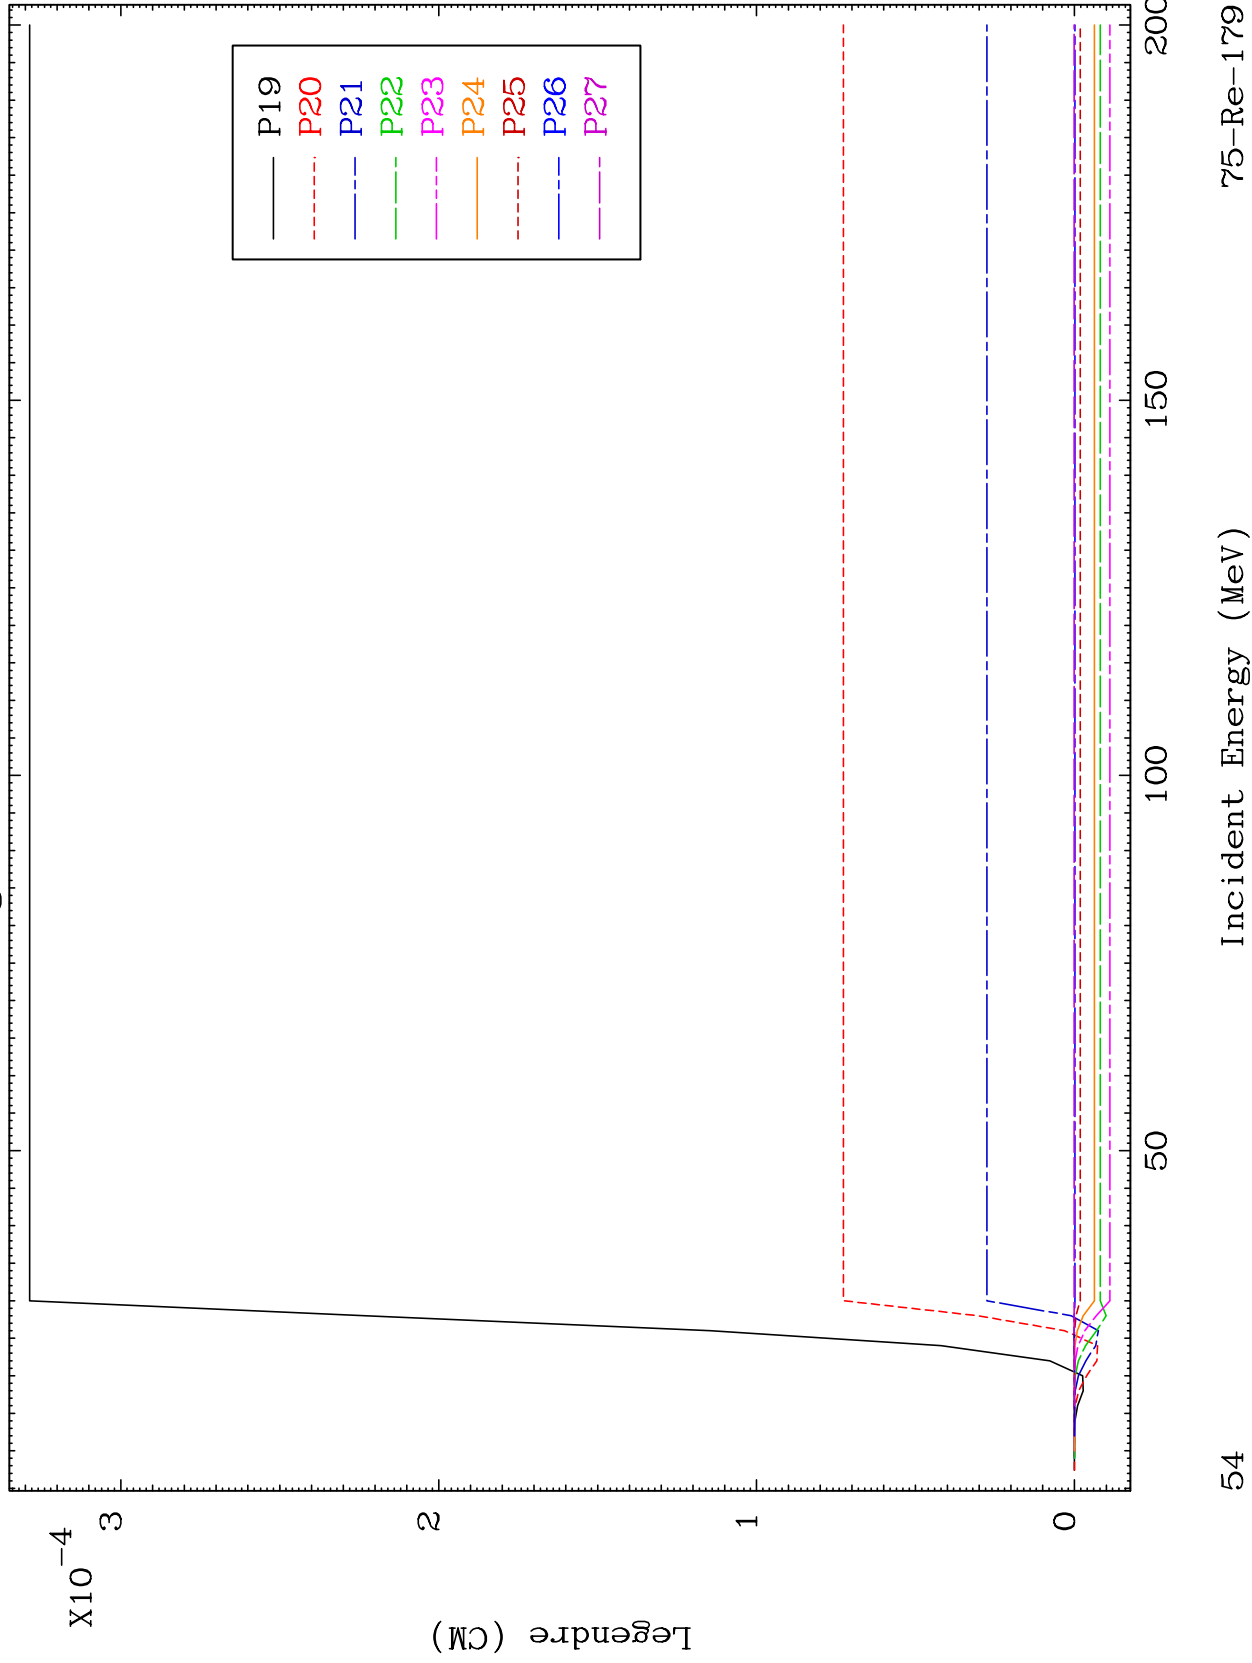 X10-4
Legendre (CM)
3
2
1
0
P19
P20
P21
P22
P23
P24
P25
P26
P27
50
100
150
200
54
Incident Energy (MeV)
75-Re-179